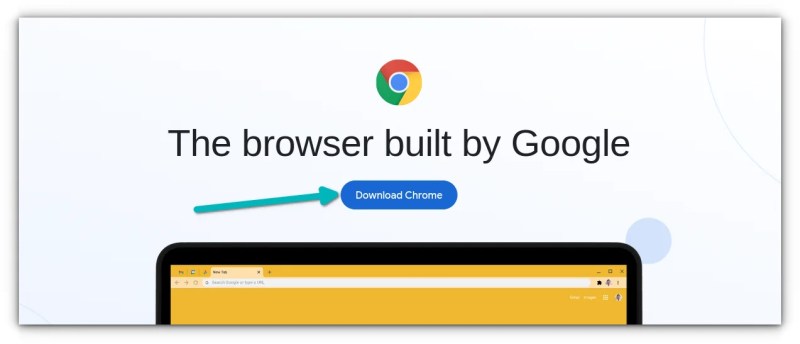 The browser built by Google
Download Chrome
New Tab
Search Google or type a URL
Gmail Images